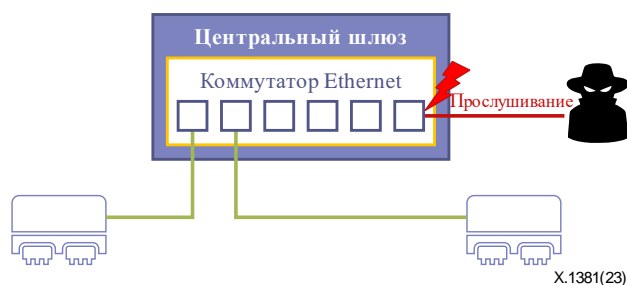 Центральный шлюз
Коммутатор Ethernet
Прослушивание
X.1381(23)